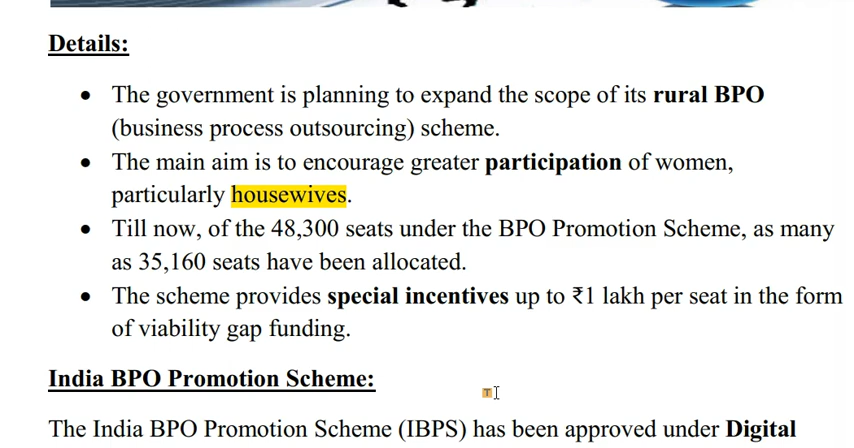 Details:
• The government is planning to expand the scope of its rural BPO
(business process outsourcing) scheme.
• The main aim is to encourage greater participation of women,
particularly housewives.
• Till now, of the 48,300 seats under the BPO Promotion Scheme, as many
as 35,160 seats have been allocated.
• The scheme provides special incentives up to ₹1 lakh per seat in the form
of viability gap funding.
India BPO Promotion Scheme:
T
The India BPO Promotion Scheme (IBPS) has been approved under Digital